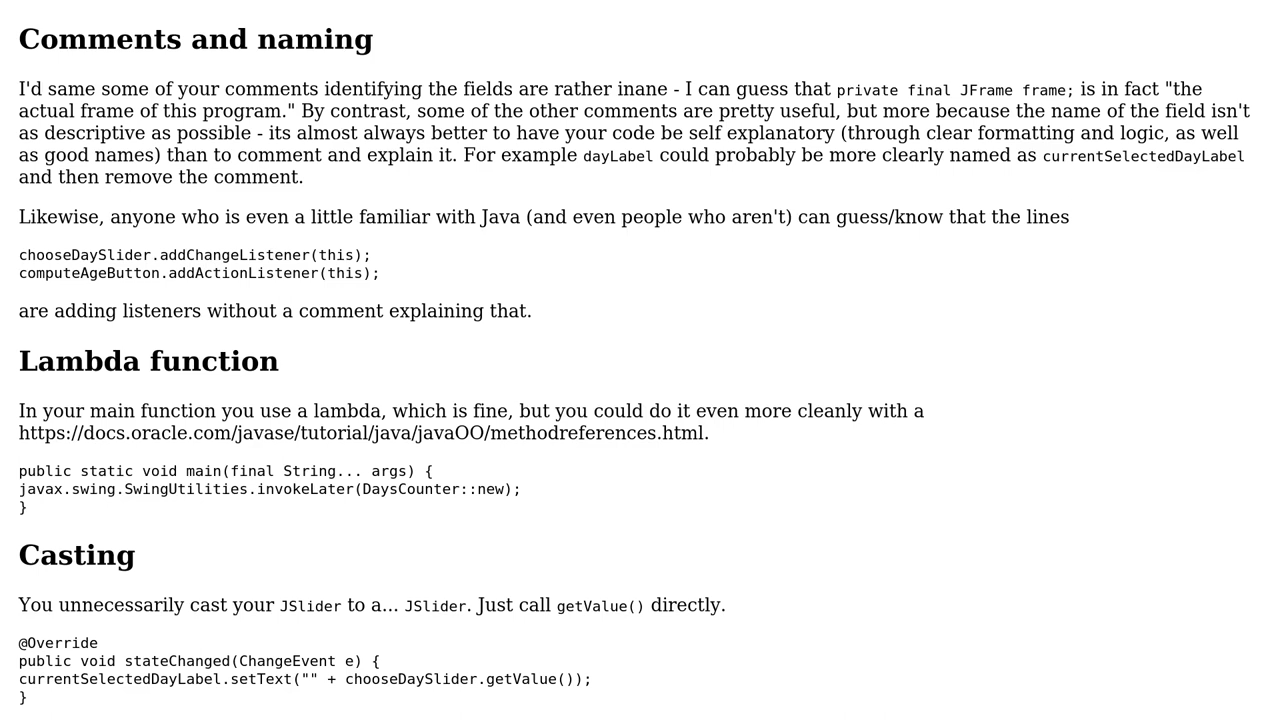 Comments and naming
I'd same some of your comments identifying the fields are rather inane - I can guess that private final JFrame frame; is in fact "the
actual frame of this program." By contrast, some of the other comments are pretty useful, but more because the name of the field isn't
as descriptive as possible - its almost always better to have your code be self explanatory (through clear formatting and logic, as well
as good names) than to comment and explain it. For example dayLabel could probably be more clearly named as currentSelectedDayLabel
and then remove the comment.
Likewise, anyone who is even a little familiar with Java (and even people who aren't) can guess/know that the lines
chooseDaySlider.addChangeListener(this);
computeAgeButton.addActionListener(this);
are adding listeners without a comment explaining that.
Lambda function
In your main function you use a lambda, which is fine, but you could do it even more cleanly with a
https://docs.oracle.com/javase/tutorial/java/javaOO/methodreferences.html.
public static void main(final String... args) {
javax.swing.SwingUtilities.invokeLater(DaysCounter::new);
}
Casting
You unnecessarily cast your JSlider to a... JSlider. Just call getValue() directly.
@Override
public void stateChanged(ChangeEvent e) {
currentSelectedDayLabel.setText("" + chooseDaySlider.getValue());
}